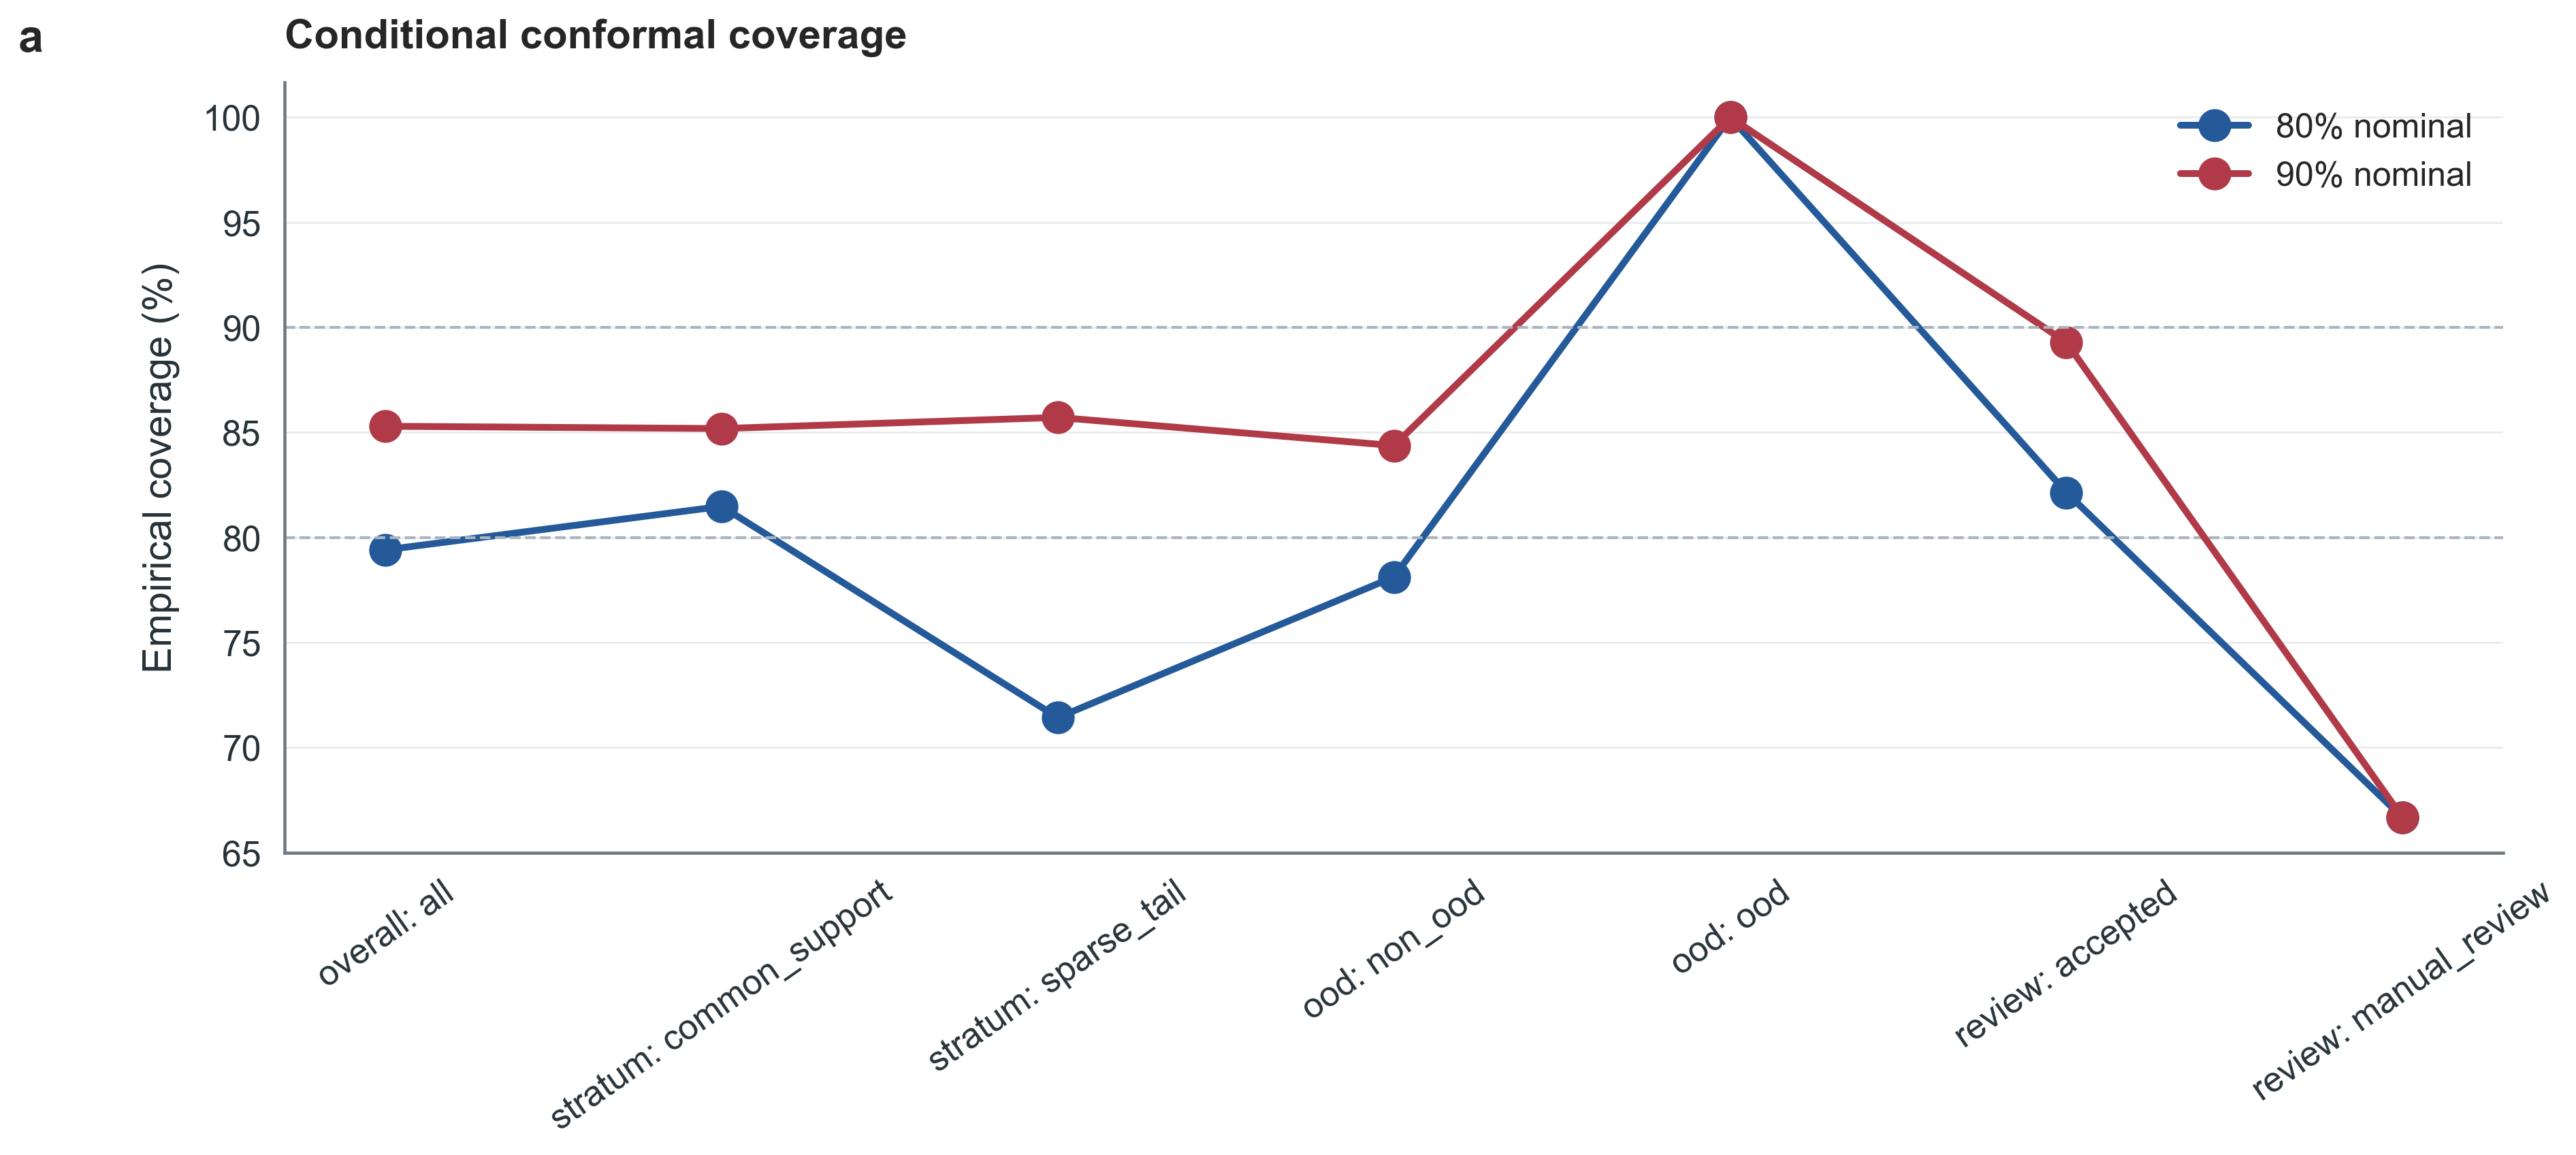 a
Conditional conformal coverage
Empirical coverage (%)
100
95
90
85
80
75
70
65
80% nominal
90% nominal
overall: all
stratum: common_support
stratum: sparse_tail
ood: non_ood
ood: ood
review: accepted
review: manual_review